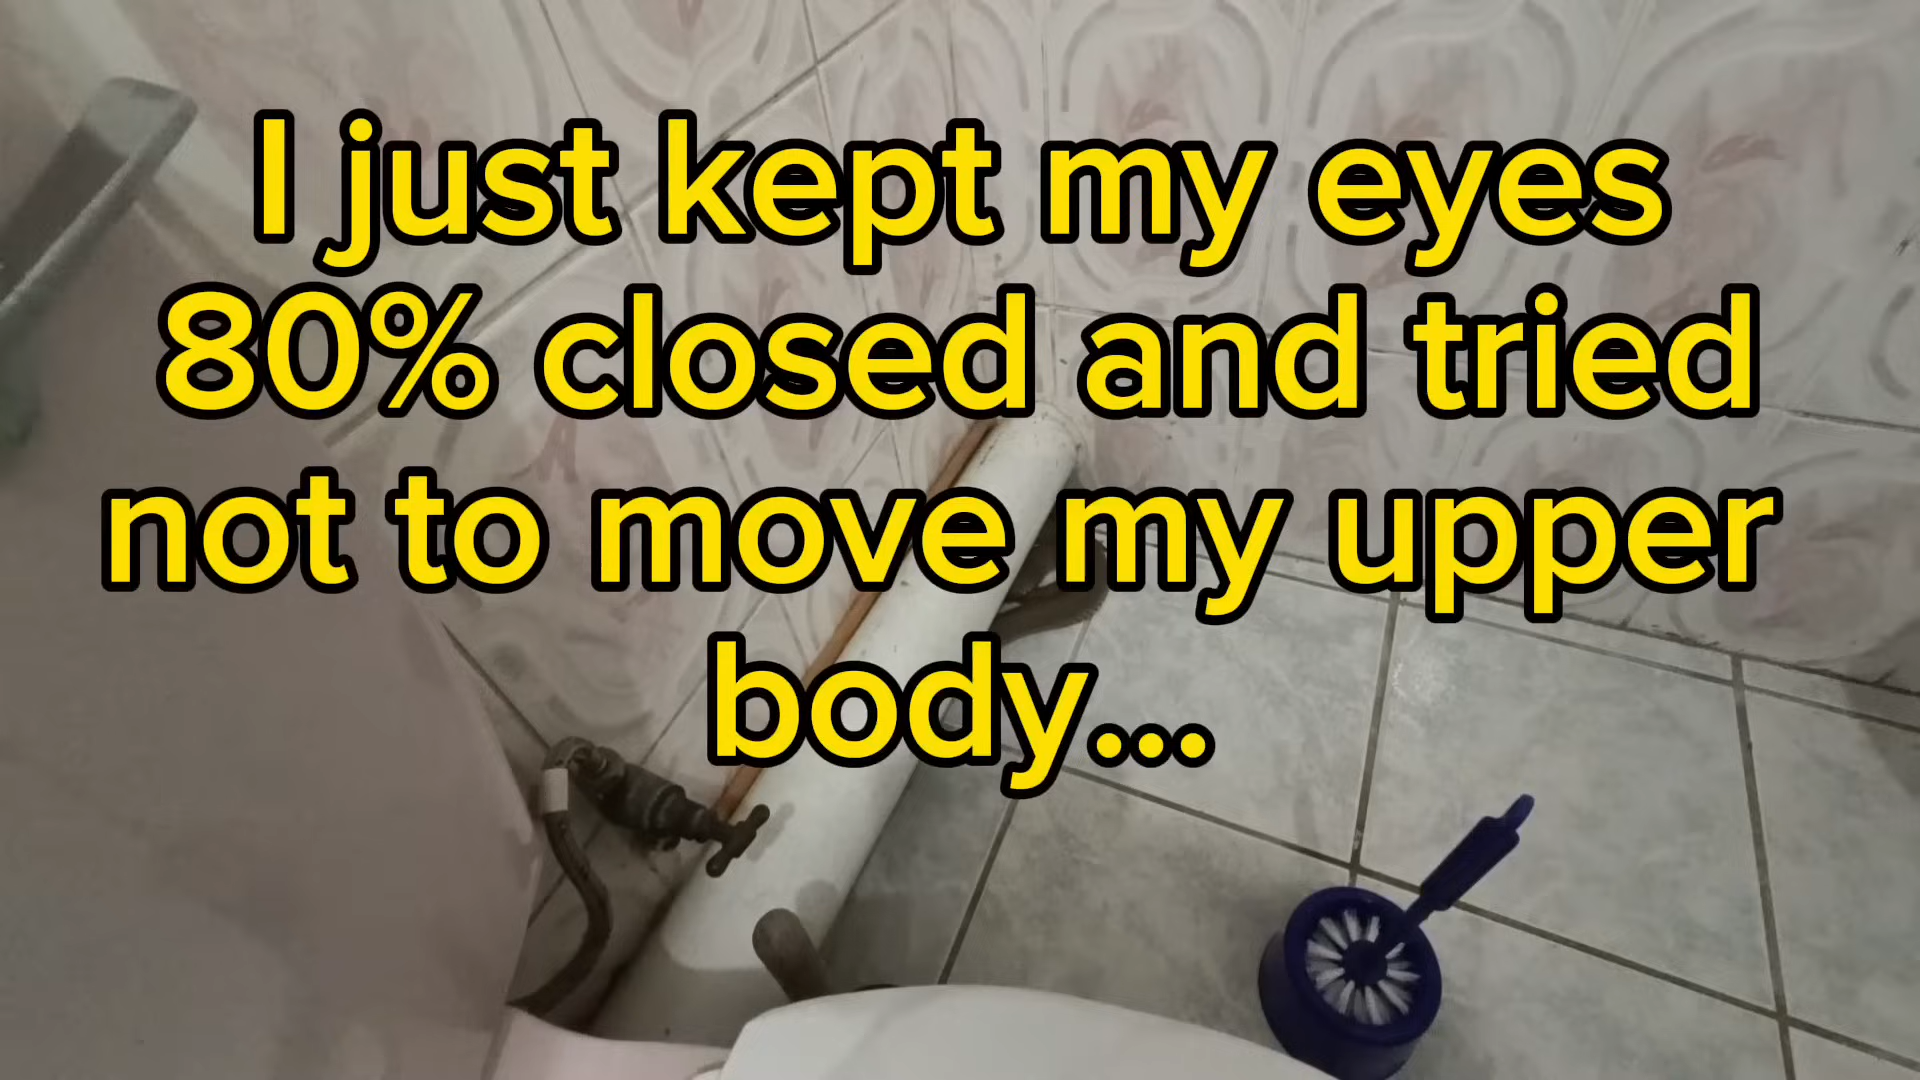 I just kept my eyes
80% closed and tried
not to move my upper
body...